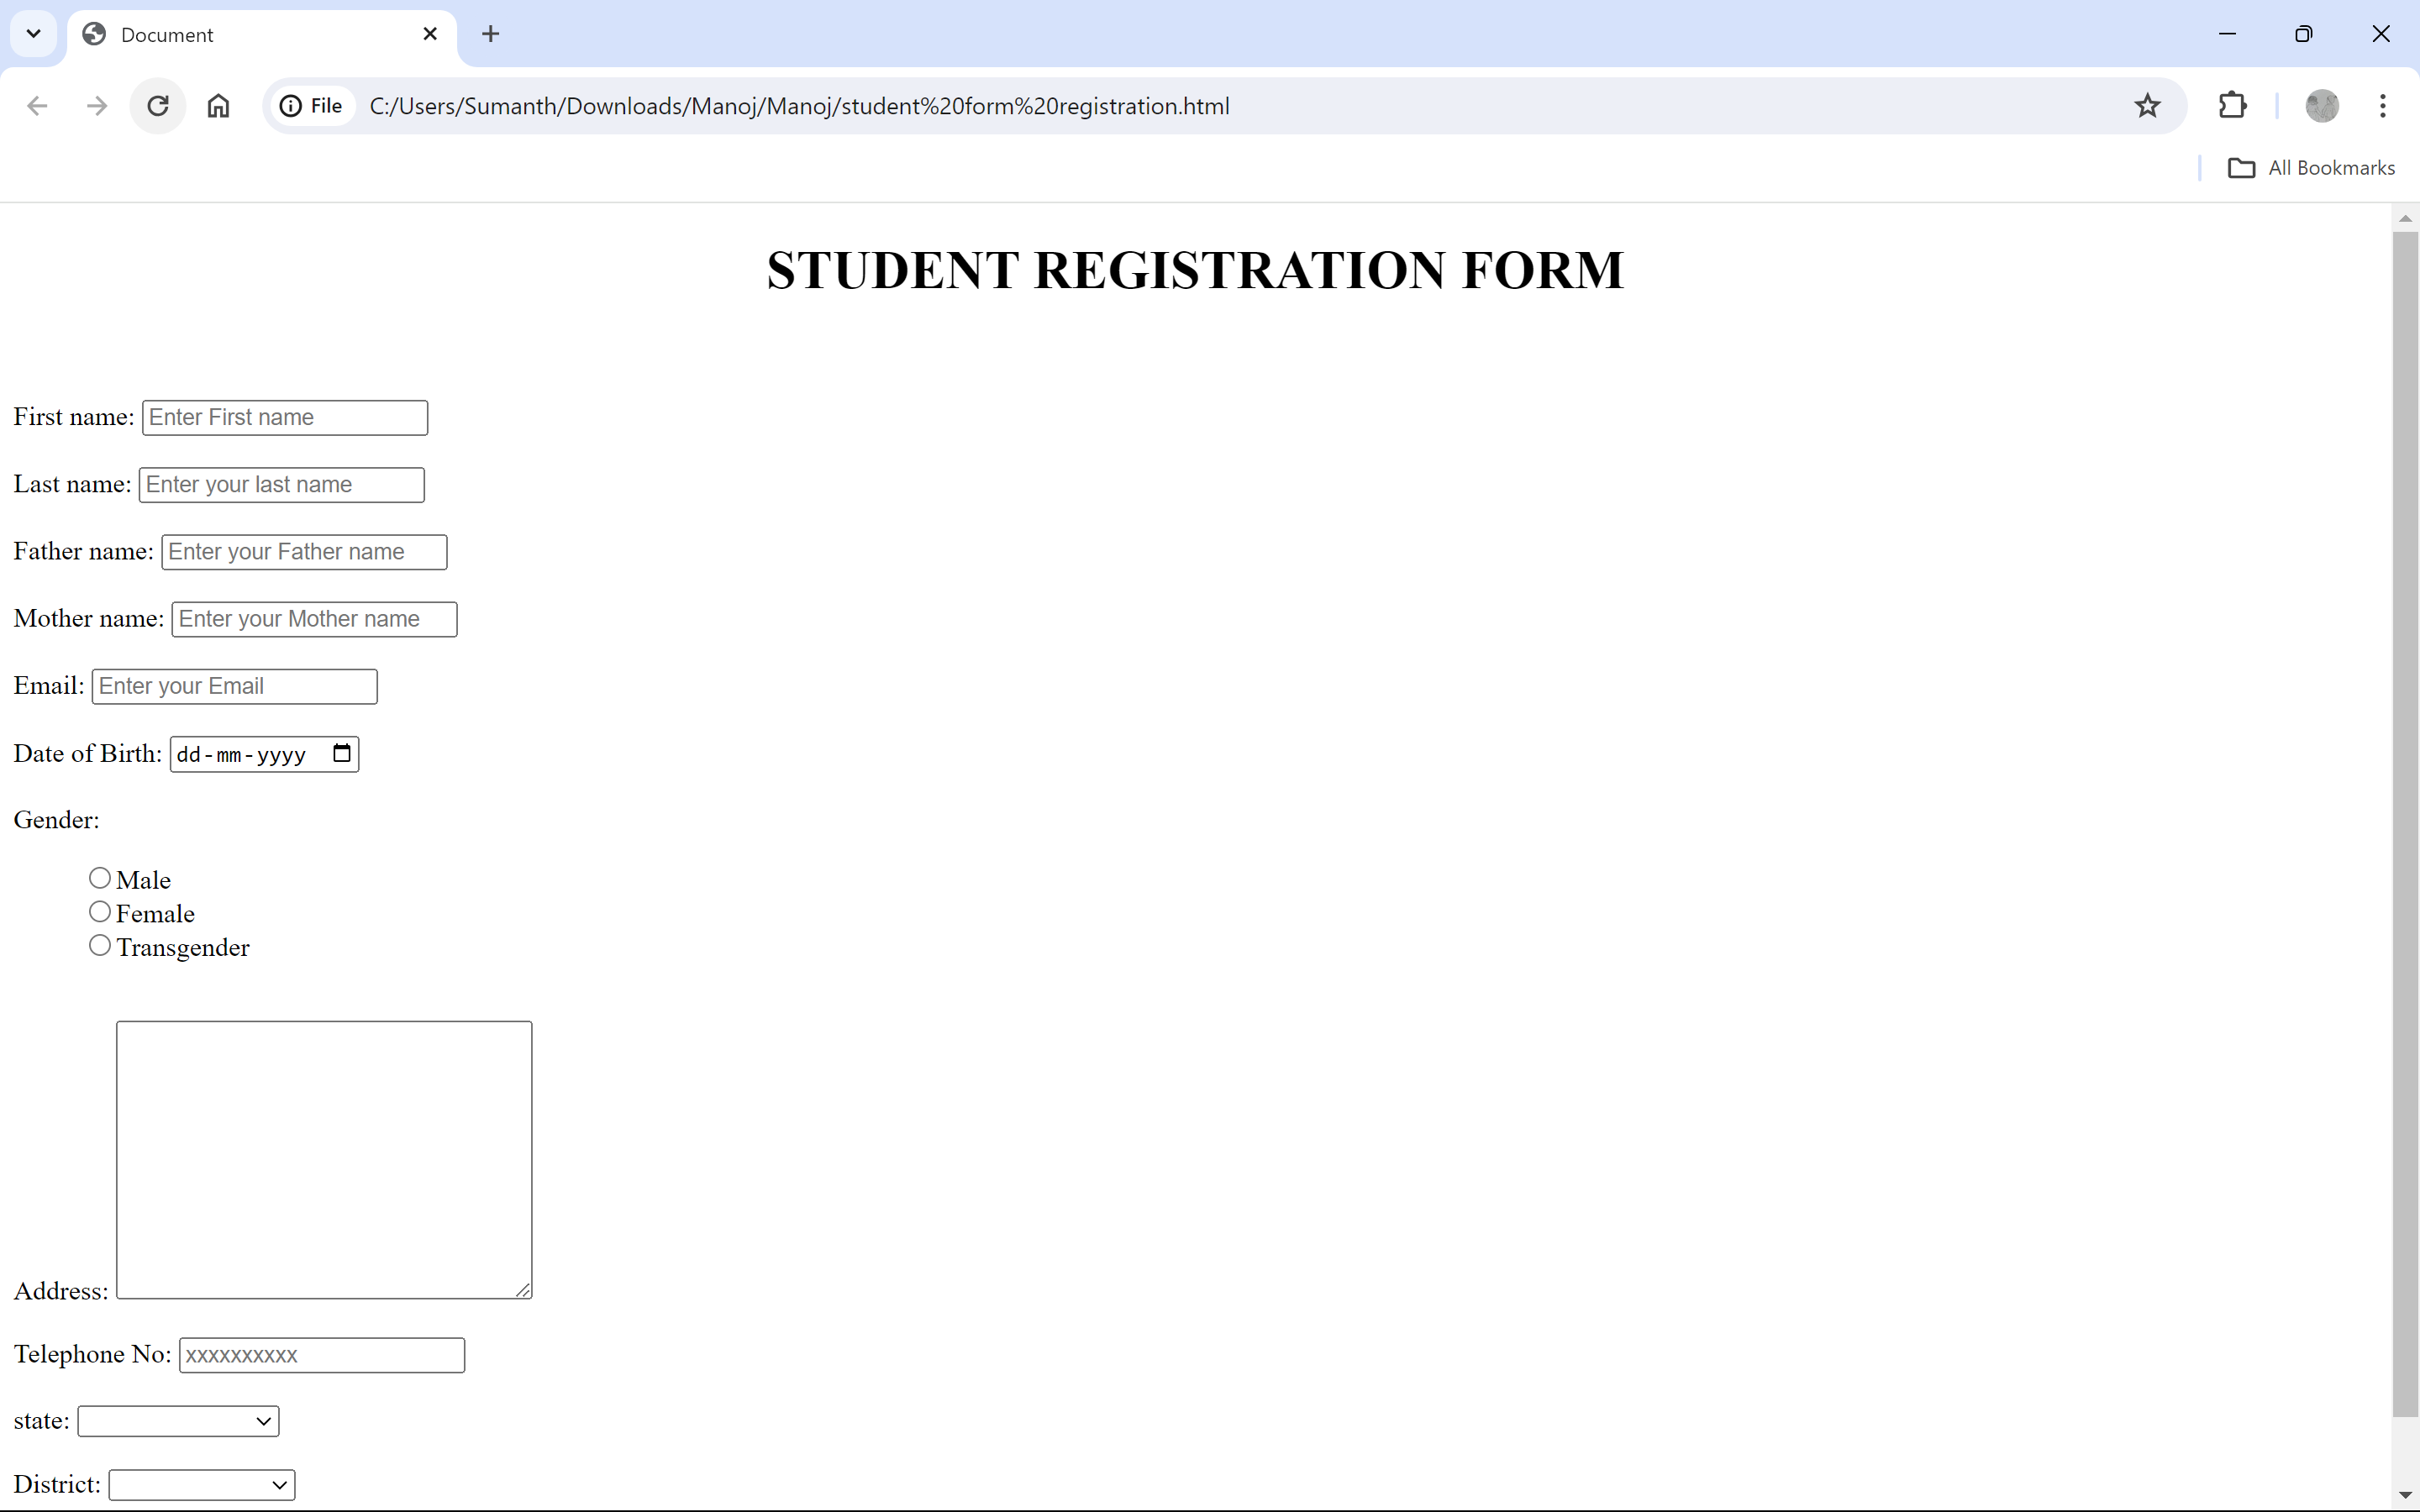 Document
File C:/Users/Sumanth/Downloads/Manoj/Manoj/student%20form%20registration.html
All Bookmarks
STUDENT REGISTRATION FORM
First name: Enter First name
Last name: Enter your last name
Father name: Enter your Father name
Mother name: Enter your Mother name
Email: Enter your Email
Date of Birth: dd-mm-yyyy
Gender:
Male
Female
Transgender
Address:
Telephone No: xxxxxxxxxx
state:
District: